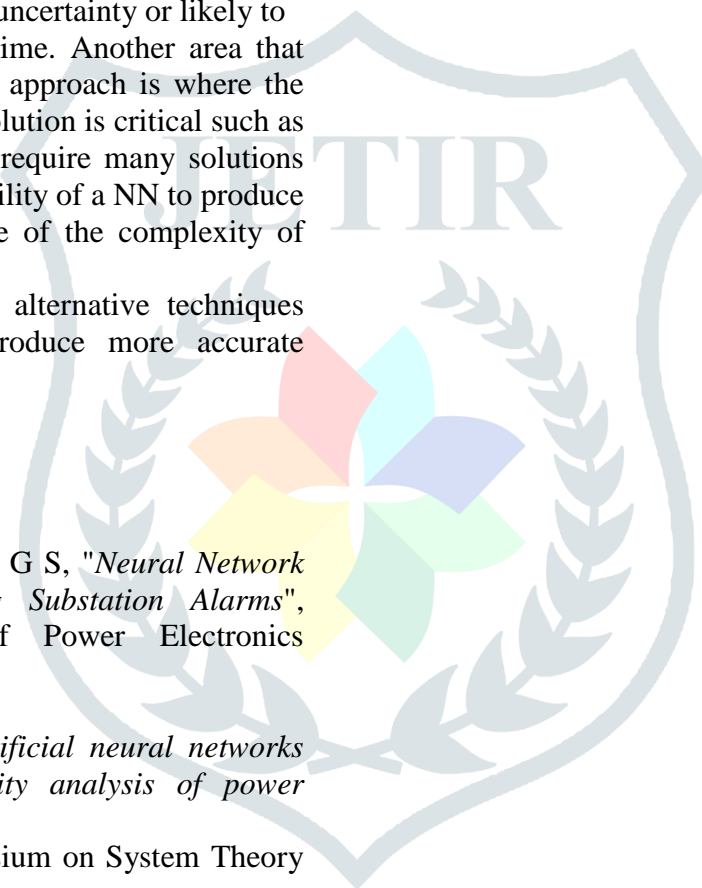 uncertainty or likely to
ime. Another area that
approach is where the
olution is critical such as
require many solutions
ility of a NN to produce
e of the complexity of
alternative techniques
roduce more accurate
G S, "Neural Network
Substation Alarms",
f Power Electronics
ificial neural networks
ity analysis of power
sium on System Theory
JETIR